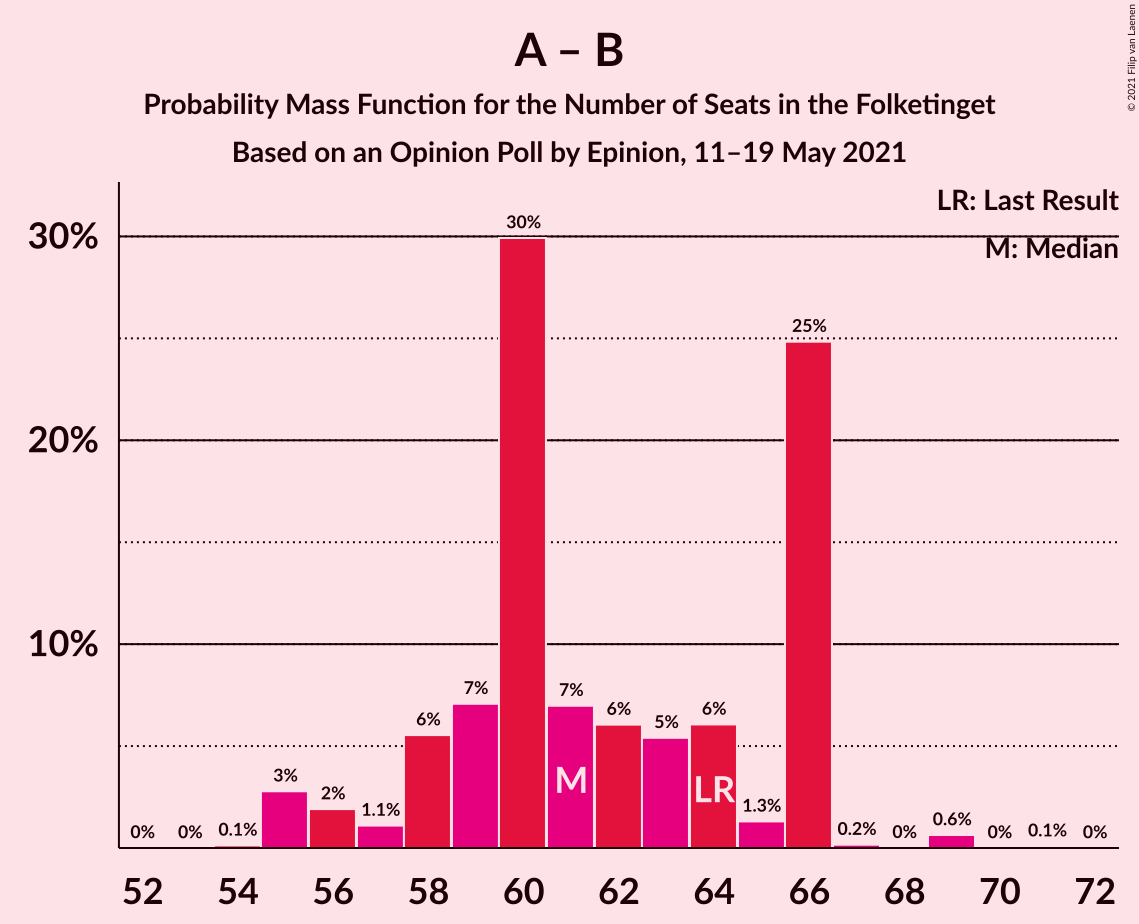 A – B
Probability Mass Function for the Number of Seats in the Folketinget
Based on an Opinion Poll by Epinion, 11–19 May 2021
© 2021 Filip van Laenen
LR: Last Result
M: Median
30%
20%
10%
0% 0% 0.1% 3% 2% 1.1% 6% 7% 30% 7% 6% 5% 6% 1.3% 25% 0.2% 0% 0.6% 0% 0.1% 0%
M LR
52 54 56 58 60 62 64 66 68 70 72